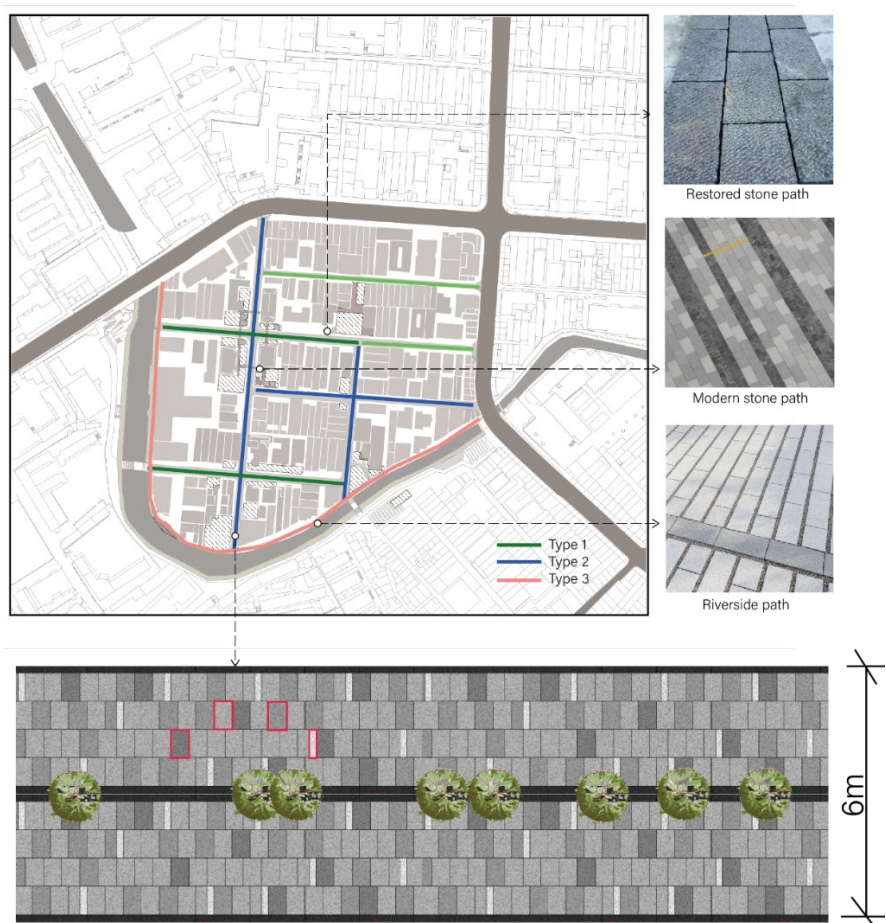 Restored stone path
Modern stone path
Type 1
Type 2
Type 3
Riverside path
6m